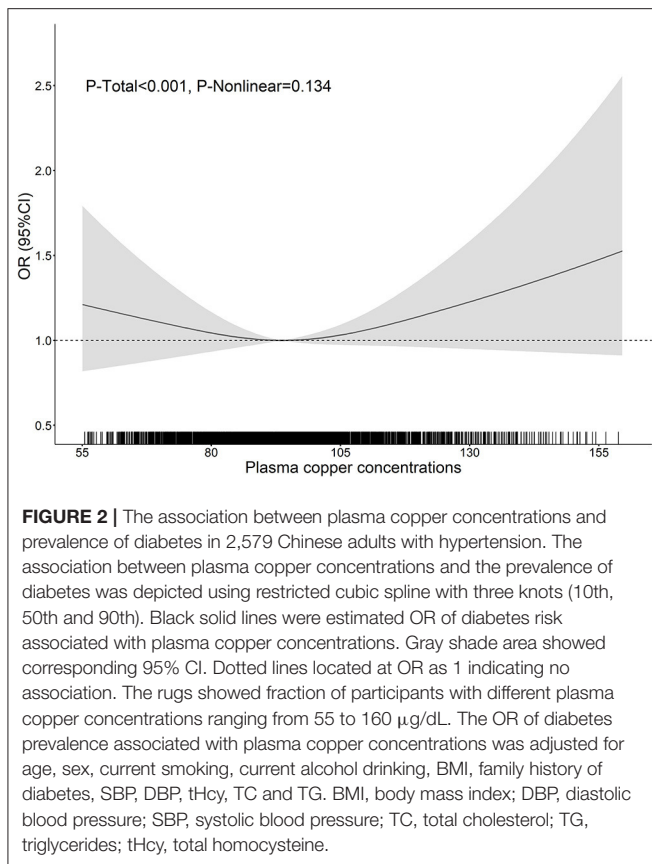 P-Total<0.001, P-Nonlinear=0.134
OR (95%CI)
2.5
2.0
1.5
1.0
0.5
55 80 105 130 155
Plasma copper concentrations
FIGURE 2 | The association between plasma copper concentrations and
prevalence of diabetes in 2,579 Chinese adults with hypertension. The
association between plasma copper concentrations and the prevalence of
diabetes was depicted using restricted cubic spline with three knots (10th,
50th and 90th). Black solid lines were estimated OR of diabetes risk
associated with plasma copper concentrations. Gray shade area showed
corresponding 95% CI. Dotted lines located at OR as 1 indicating no
association. The rugs showed fraction of participants with different plasma
copper concentrations ranging from 55 to 160 μg/dL. The OR of diabetes
prevalence associated with plasma copper concentrations was adjusted for
age, sex, current smoking, current alcohol drinking, BMI, family history of
diabetes, SBP, DBP, tHcy, TC and TG. BMI, body mass index; DBP, diastolic
blood pressure; SBP, systolic blood pressure; TC, total cholesterol; TG,
triglycerides; tHcy, total homocysteine.